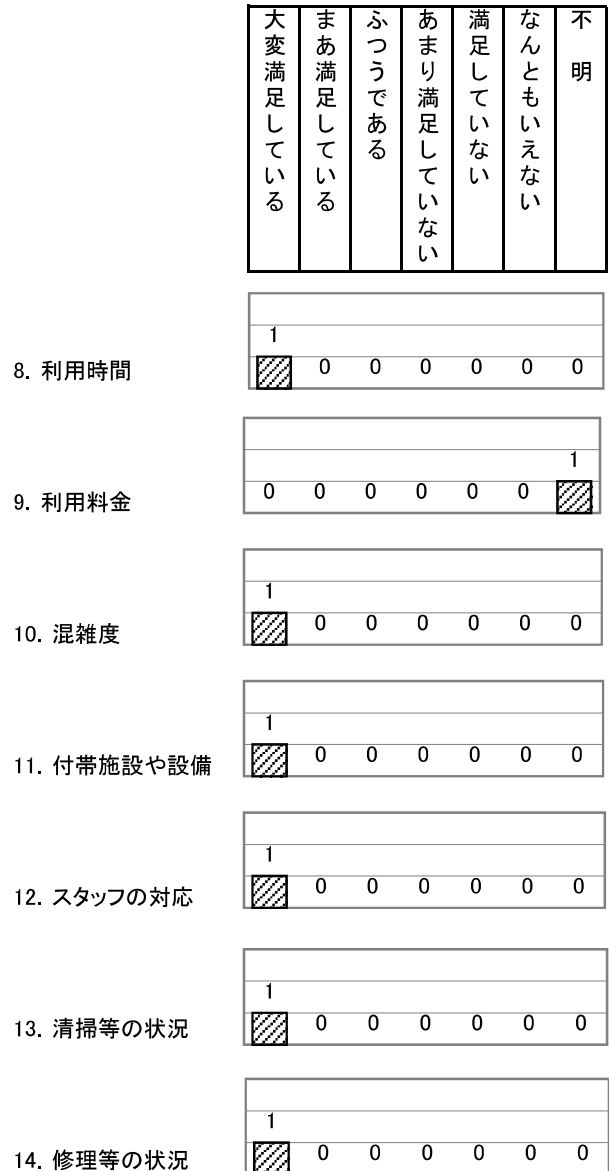 大変満足している
まあ満足している
ふつうである
あまり満足していない
満足していない
なんともいえない
不 明
1
8. 利用時間 0 0 0 0 0 0
1
9. 利用料金 0 0 0 0 0 0
1
10. 混雑度 0 0 0 0 0 0
1
11. 付帯施設や設備 0 0 0 0 0 0
1
12. スタッフの対応 0 0 0 0 0 0
1
13. 清掃等の状況 0 0 0 0 0 0
1
14. 修理等の状況 0 0 0 0 0 0